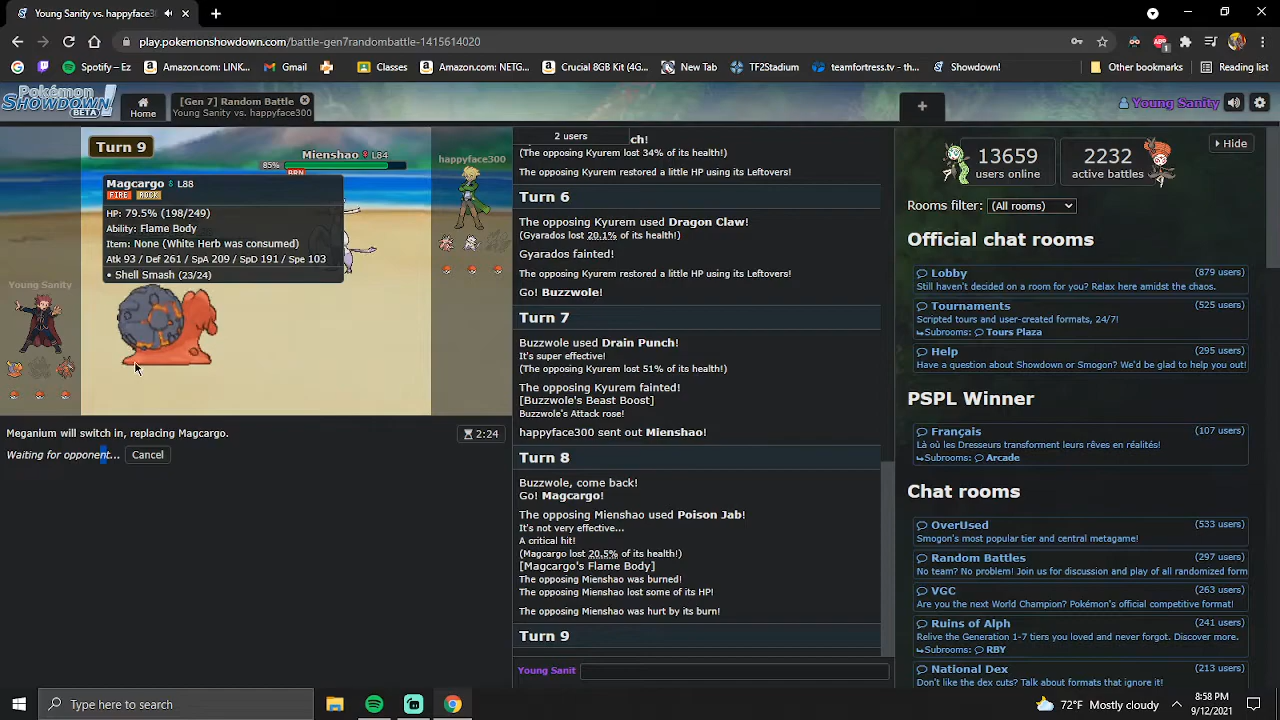 Young Sanity vs. happyface3
play.pokemonshowdown.com/battle-gen7randombattle-1415614020
Spotify – Ez
Amazon.com: LINK...
Gmail
Classes
Amazon.com: NETG...
Crucial 8GB Kit (4G...
New Tab
TF2Stadium
teamfortress.tv - th...
Showdown!
Other bookmarks
Reading list
Pokémon
SHOWDOWN!
BETA
Home
[Gen 7] Random Battle
Young Sanity vs. happyface300
Young Sanity
Turn 9
Mienshao ♀ L84
85%
BRN
happyface300
Magcargo ♂ L88
FIRE ROCK
HP: 79.5% (198/249)
Ability: Flame Body
Item: None (White Herb was consumed)
Atk 93 / Def 261 / SpA 209 / SpD 191 / Spe 103
• Shell Smash (23/24)
Young Sanity
Meganium will switch in, replacing Magcargo.
2:24
Waiting for opponent...
Cancel
2 users
ch!
(The opposing Kyurem lost 34% of its health!)
The opposing Kyurem restored a little HP using its Leftovers!
Turn 6
The opposing Kyurem used Dragon Claw!
(Gyarados lost 20.1% of its health!)
Gyarados fainted!
The opposing Kyurem restored a little HP using its Leftovers!
Go! Buzzwole!
Turn 7
Buzzwole used Drain Punch!
It's super effective!
(The opposing Kyurem lost 51% of its health!)
The opposing Kyurem fainted!
[Buzzwole's Beast Boost]
Buzzwole's Attack rose!
happyface300 sent out Mienshao!
Turn 8
Buzzwole, come back!
Go! Magcargo!
The opposing Mienshao used Poison Jab!
It's not very effective...
A critical hit!
(Magcargo lost 20.5% of its health!)
[Magcargo's Flame Body]
The opposing Mienshao was burned!
The opposing Mienshao lost some of its HP!
The opposing Mienshao was hurt by its burn!
Turn 9
Young Sanit
13659
users online
2232
active battles
Hide
Rooms filter:
(All rooms)
Official chat rooms
Lobby
(879 users)
Still haven't decided on a room for you? Relax here amidst the chaos.
Tournaments
(525 users)
Scripted tours and user-created formats, 24/7!
Subrooms: Tours Plaza
Help
(295 users)
Have a question about Showdown or Smogon? We'd be glad to help you out!
PSPL Winner
Français
(107 users)
Là où les Dresseurs transforment leurs rêves en réalités!
Subrooms: Arcade
Chat rooms
OverUsed
(533 users)
Smogon's most popular tier and central metagame!
Random Battles
(297 users)
No team? No problem! Join us for discussion and play of all randomized form
VGC
(263 users)
Are you the next World Champion? Pokémon's official competitive format!
Ruins of Alph
(241 users)
Relive the Generation 1-7 tiers you loved and never forgot. Discover more.
Subrooms: RBY
National Dex
(213 users)
Don't like the dex cuts? Talk about formats that ignore it!
Type here to search
72°F Mostly cloudy
8:58 PM
9/12/2021